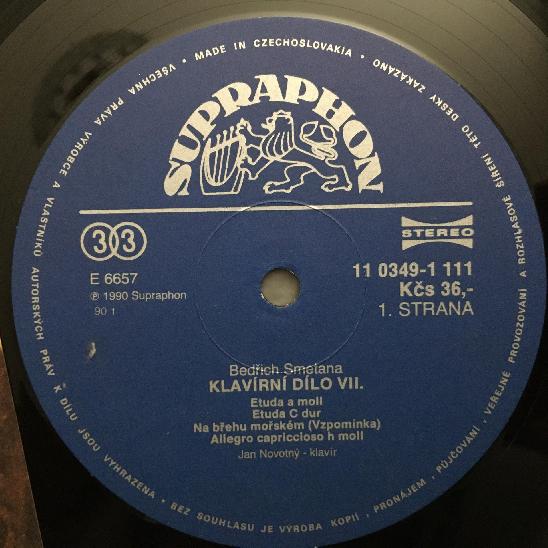 SUPRAPHON
33
STEREO
E 6657
℗ 1990 Supraphon
90 1
11 0349-1 111
Kčs 36,-
1. STRANA
Bedřich Smetana
KLAVÍRNÍ DÍLO VII.
Etuda a moll
Etuda C dur
Na břehu mořském (Vzpomínka)
Allegro capriccioso h moll
Jan Novotný - klavír
MADE IN CZECHOSLOVAKIA • VŠECHNA PRÁVA VÝROBCE A VLASTNÍKŮ AUTORSKÝCH PRÁV K DÍLU JSOU VYHRAZENA • BEZ SOUHLASU JE VÝROBA KOPIÍ, PRONÁJEM, PŮJČOVÁNÍ, VEŘEJNÉ PROVOZOVÁNÍ A ROZHLASOVÉ ŠÍŘENÍ TÉTO DESKY ZAKÁZÁNO •